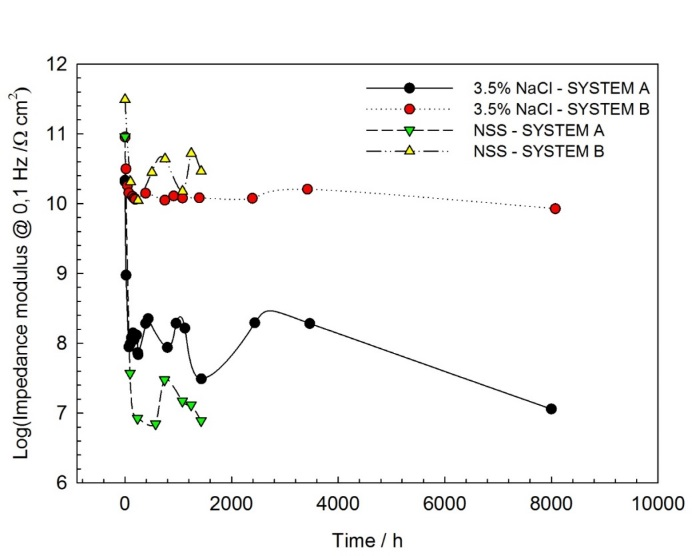 12
11
10
9
8
7
6
Log(Impedance modulus @ 0,1 Hz /Ω cm²)
3.5% NaCl - SYSTEM A
3.5% NaCl - SYSTEM B
NSS - SYSTEM A
NSS - SYSTEM B
0 2000 4000 6000 8000 10000
Time / h